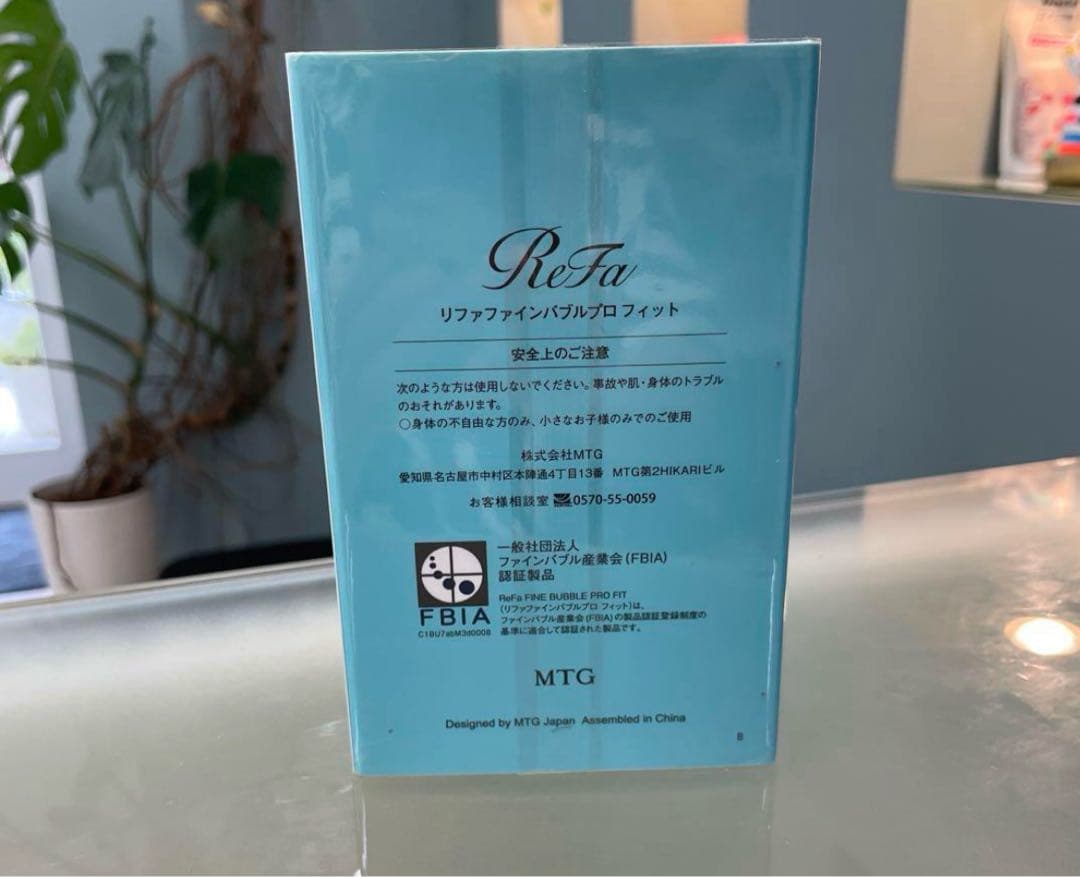 ReFa
リファファインバブルプロ フィット
安全上のご注意
次のような方は使用しないでください。事故や肌・身体のトラブル
のおそれがあります。
○身体の不自由な方のみ、小さなお子様のみでのご使用
株式会社MTG
愛知県名古屋市中村区本陣通4丁目13番 MTG第2HIKARIビル
お客様相談室 0570-55-0059
一般社団法人
ファインバブル産業会(FBIA)
認証製品
ReFa FINE BUBBLE PRO FIT
(リファファインバブルプロ フィット)は、
ファインバブル産業会(FBIA)の製品認証登録制度の
基準に適合して認証された製品です。
FBIA
C1BU7abM3d0008
MTG
Designed by MTG Japan Assembled in China
B